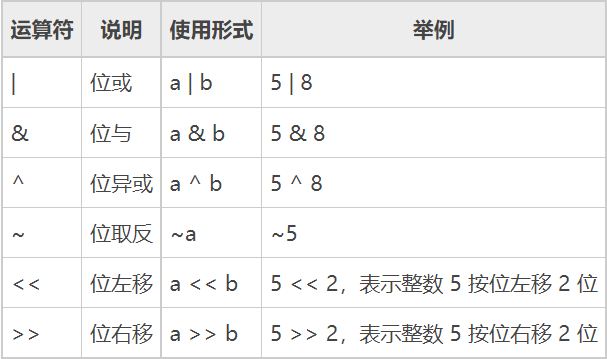 运算符 说明 使用形式 举例
| 位或 a | b 5 | 8
& 位与 a & b 5 & 8
^ 位异或 a ^ b 5 ^ 8
~ 位取反 ~a ~5
<< 位左移 a << b 5 << 2，表示整数 5 按位左移 2 位
>> 位右移 a >> b 5 >> 2，表示整数 5 按位右移 2 位